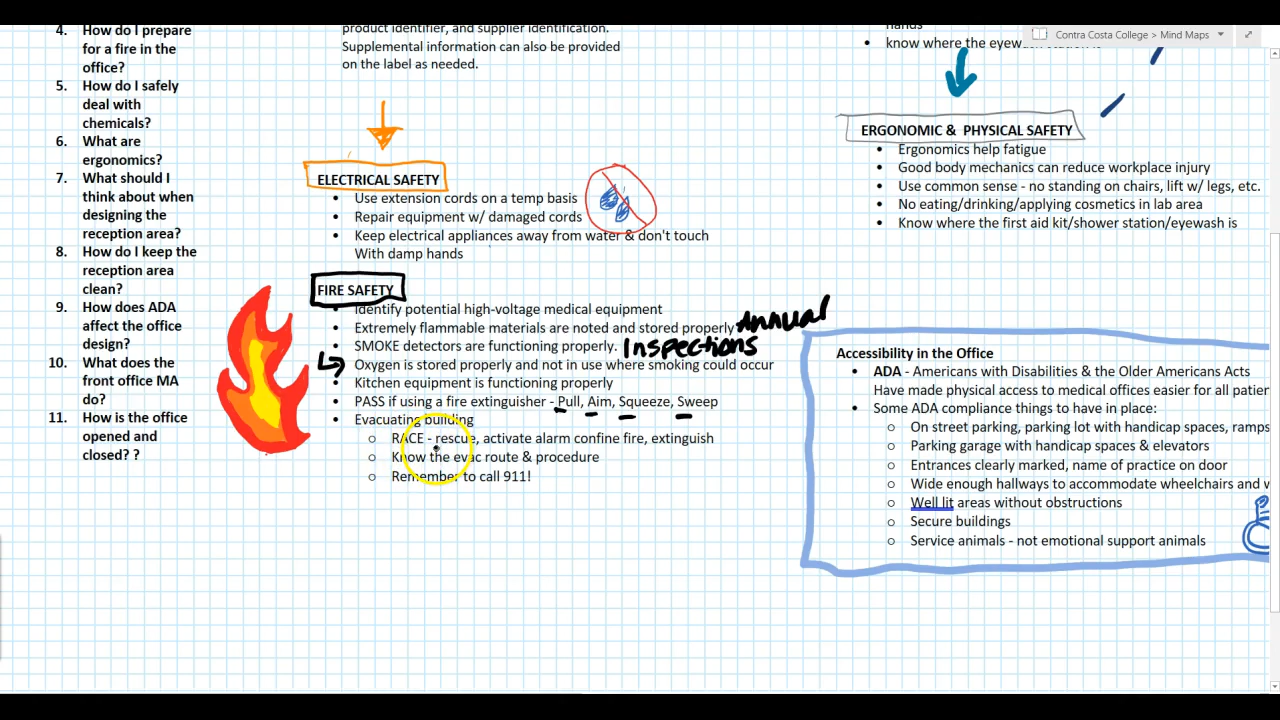 4. How do I prepare
for a fire in the
office?
5. How do I safely
deal with
chemicals?
6. What are
ergonomics?
7. What should I
think about when
designing the
reception area?
8. How do I keep the
reception area
clean?
9. How does ADA
affect the office
design?
10. What does the
front office MA
do?
11. How is the office
opened and
closed? ?
product identifier, and supplier identification.
Supplemental information can also be provided
on the label as needed.
ELECTRICAL SAFETY
• Use extension cords on a temp basis
• Repair equipment w/ damaged cords
• Keep electrical appliances away from water & don't touch
With damp hands
FIRE SAFETY
• Identify potential high-voltage medical equipment
• Extremely flammable materials are noted and stored properly Annual
• SMOKE detectors are functioning properly. Inspections
Oxygen is stored properly and not in use where smoking could occur
• Kitchen equipment is functioning properly
• PASS if using a fire extinguisher - Pull, Aim, Squeeze, Sweep
• Evacuating building
o RACE - rescue, activate alarm confine fire, extinguish
o Know the evac route & procedure
o Remember to call 911!
Contra Costa College > Mind Maps
hands
• know where the eyewash station is
ERGONOMIC & PHYSICAL SAFETY
• Ergonomics help fatigue
• Good body mechanics can reduce workplace injury
• Use common sense - no standing on chairs, lift w/ legs, etc.
• No eating/drinking/applying cosmetics in lab area
• Know where the first aid kit/shower station/eyewash is
Accessibility in the Office
• ADA - Americans with Disabilities & the Older Americans Acts
Have made physical access to medical offices easier for all patien
• Some ADA compliance things to have in place:
o On street parking, parking lot with handicap spaces, ramps
o Parking garage with handicap spaces & elevators
o Entrances clearly marked, name of practice on door
o Wide enough hallways to accommodate wheelchairs and w
o Well lit areas without obstructions
o Secure buildings
o Service animals - not emotional support animals